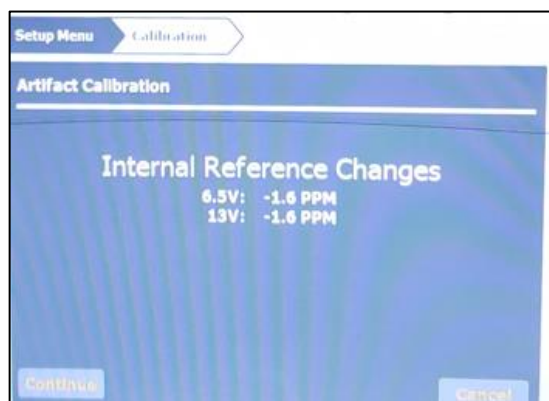 Setup Menu
Calibration
Artifact Calibration
Internal Reference Changes
6.5V: -1.6 PPM
13V: -1.6 PPM
Continue
Cancel